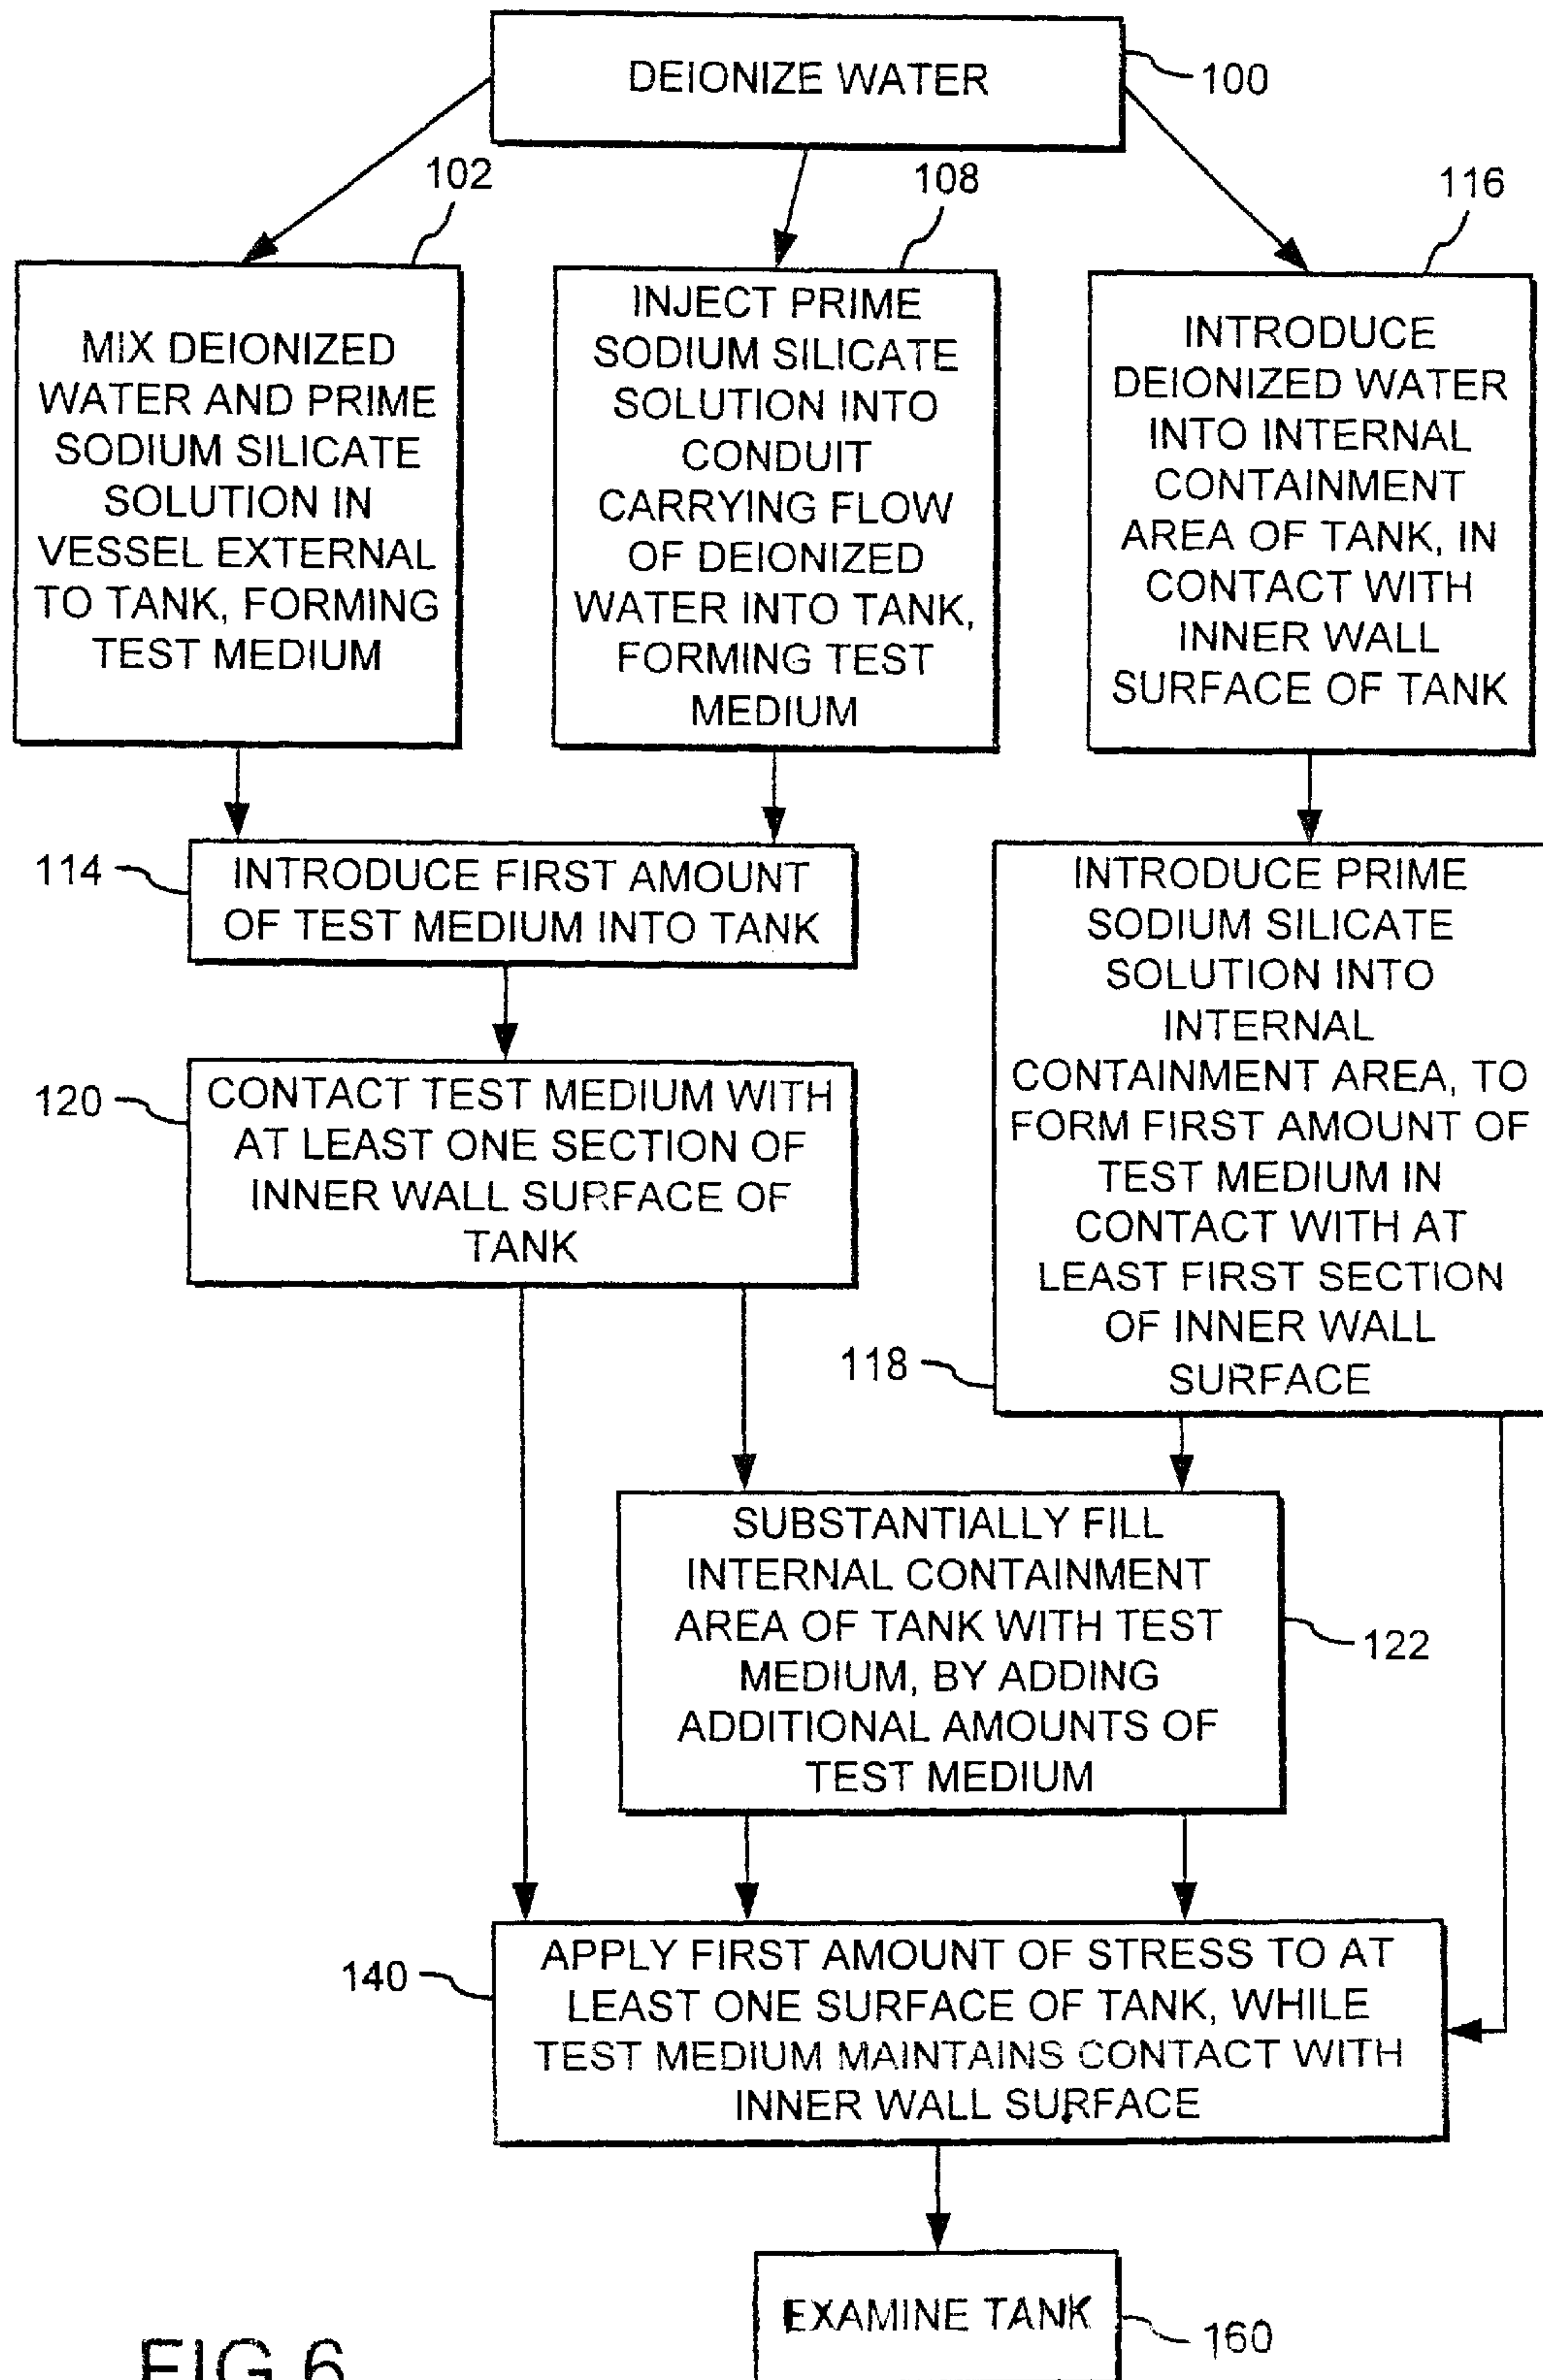 DEIONIZE WATER
100
102
108
116
MIX DEIONIZED
WATER AND PRIME
SODIUM SILICATE
SOLUTION IN
VESSEL EXTERNAL
TO TANK, FORMING
TEST MEDIUM
INJECT PRIME
SODIUM SILICATE
SOLUTION INTO
CONDUIT
CARRYING FLOW
OF DEIONIZED
WATER INTO TANK,
FORMING TEST
MEDIUM
INTRODUCE
DEIONIZED WATER
INTO INTERNAL
CONTAINMENT
AREA OF TANK, IN
CONTACT WITH
INNER WALL
SURFACE OF TANK
114
INTRODUCE FIRST AMOUNT
OF TEST MEDIUM INTO TANK
120
CONTACT TEST MEDIUM WITH
AT LEAST ONE SECTION OF
INNER WALL SURFACE OF
TANK
INTRODUCE PRIME
SODIUM SILICATE
SOLUTION INTO
INTERNAL
CONTAINMENT AREA, TO
FORM FIRST AMOUNT OF
TEST MEDIUM IN
CONTACT WITH AT
LEAST FIRST SECTION
OF INNER WALL
SURFACE
118
SUBSTANTIALLY FILL
INTERNAL CONTAINMENT
AREA OF TANK WITH TEST
MEDIUM, BY ADDING
ADDITIONAL AMOUNTS OF
TEST MEDIUM
122
140
APPLY FIRST AMOUNT OF STRESS TO AT
LEAST ONE SURFACE OF TANK, WHILE
TEST MEDIUM MAINTAINS CONTACT WITH
INNER WALL SURFACE
EXAMINE TANK
160
FIG.6